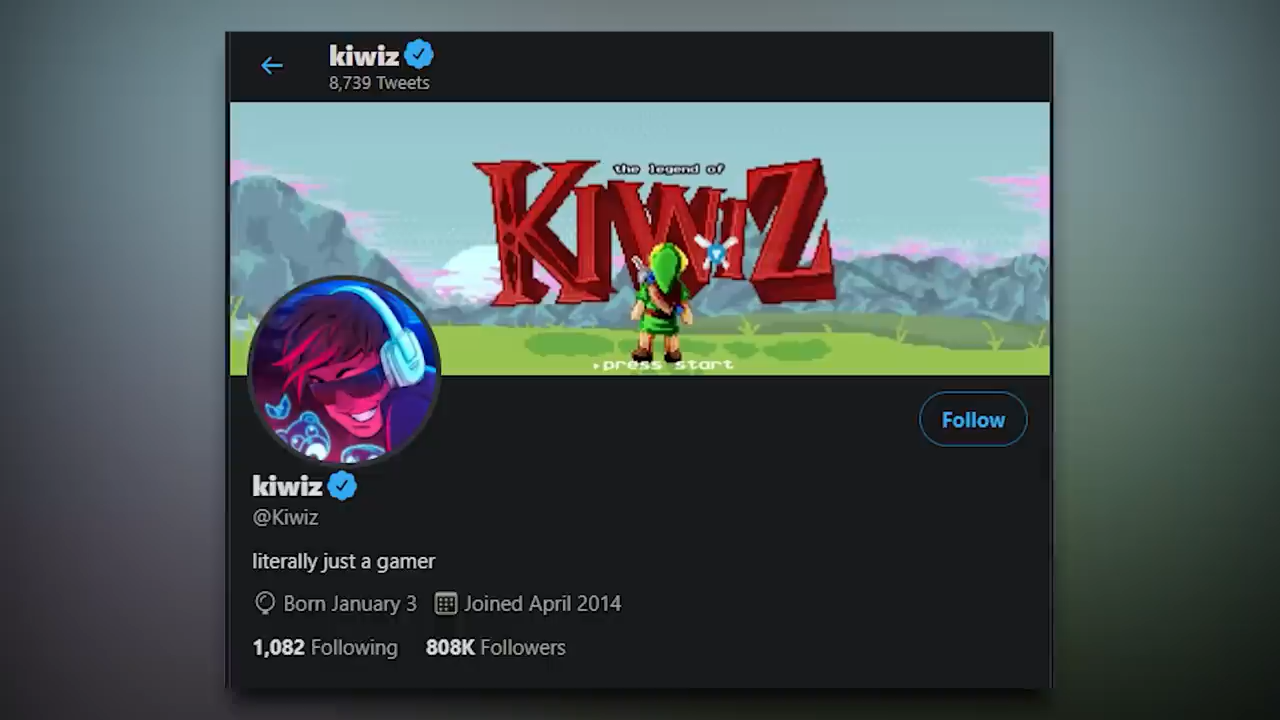 kiwiz
8,739 Tweets
the legend of
KIWIZ
press start
Follow
kiwiz
@Kiwiz
literally just a gamer
Born January 3 Joined April 2014
1,082 Following 808K Followers